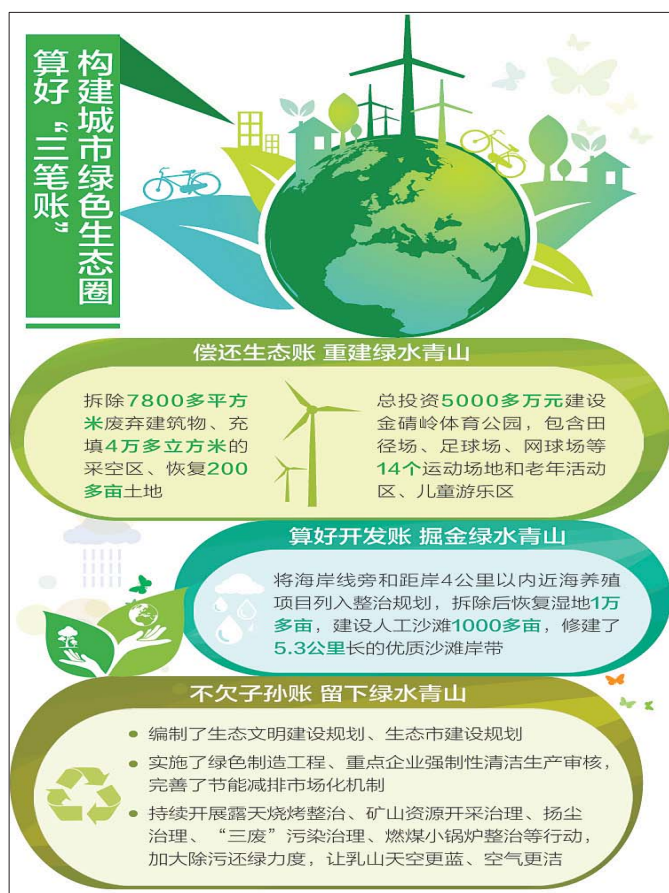 构建城市绿色生态圈
算好“三笔账”
偿还生态账 重建绿水青山
拆除7800多平方
米废弃建筑物、充
填4万多立方米的
采空区、恢复200
多亩土地
总投资5000多万元建设
金碃岭体育公园，包含田
径场、足球场、网球场等
14个运动场地和老年活动
区、儿童游乐区
算好开发账 掘金绿水青山
将海岸线旁和距岸4公里以内近海养殖
项目列入整治规划，拆除后恢复湿地1万
多亩，建设人工沙滩1000多亩，修建了
5.3公里长的优质沙滩岸带
不欠子孙账 留下绿水青山
• 编制了生态文明建设规划、生态市建设规划
• 实施了绿色制造工程、重点企业强制性清洁生产审核，
完善了节能减排市场化机制
• 持续开展露天烧烤整治、矿山资源开采治理、扬尘
治理、“三废”污染治理、燃煤小锅炉整治等行动，
加大除污还绿力度，让乳山天空更蓝、空气更洁